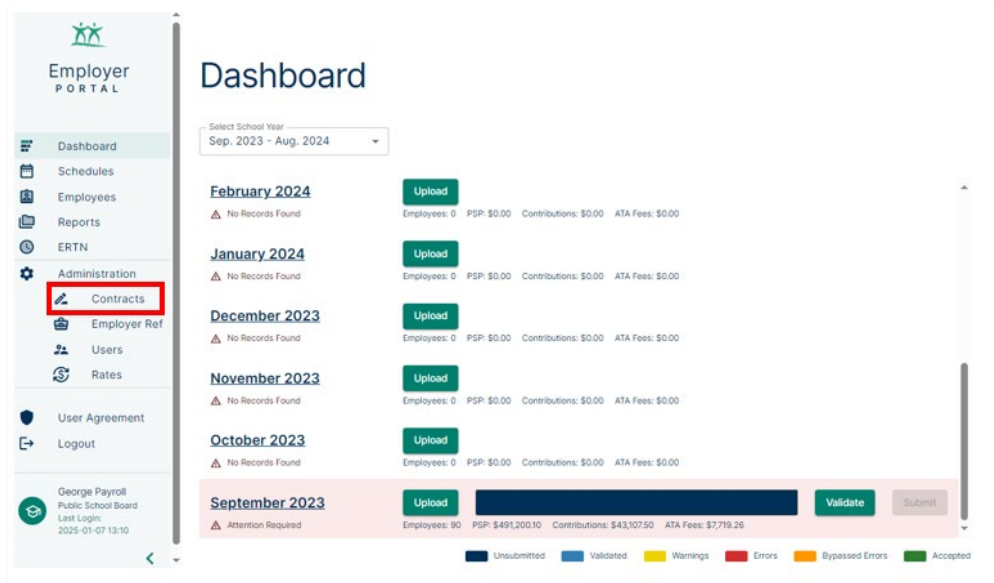 Employer
PORTAL
Dashboard
Schedules
Employees
Reports
ERTN
Administration
Contracts
Employer Ref
Users
Rates
User Agreement
Logout
George Payroll
Public School Board
Last Login:
2025-01-07 13:10
Dashboard
Select School Year
Sep. 2023 - Aug. 2024
February 2024 Upload
No Records Found Employees: 0 PSP: $0.00 Contributions: $0.00 ATA Fees: $0.00
January 2024 Upload
No Records Found Employees: 0 PSP: $0.00 Contributions: $0.00 ATA Fees: $0.00
December 2023 Upload
No Records Found Employees: 0 PSP: $0.00 Contributions: $0.00 ATA Fees: $0.00
November 2023 Upload
No Records Found Employees: 0 PSP: $0.00 Contributions: $0.00 ATA Fees: $0.00
October 2023 Upload
No Records Found Employees: 0 PSP: $0.00 Contributions: $0.00 ATA Fees: $0.00
September 2023 Upload Validate Submit
Attention Required Employees: 90 PSP: $491,200.10 Contributions: $43,107.50 ATA Fees: $7,719.26
Unsubmitted Validated Warnings Errors Bypassed Errors Accepted